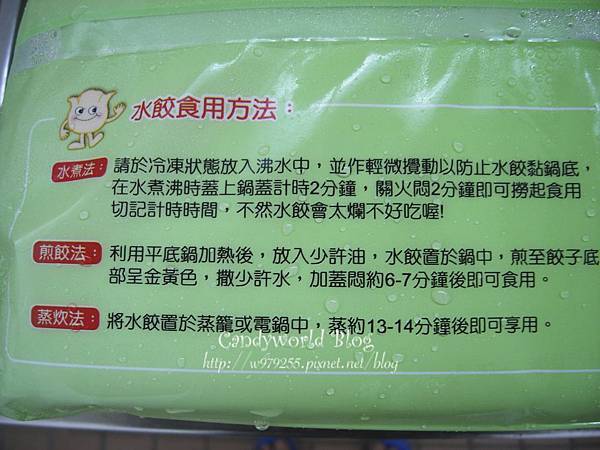 水餃食用方法：
水煮法： 請於冷凍狀態放入沸水中，並作輕微攪動以防止水餃黏鍋底，
在水煮沸時蓋上鍋蓋計時2分鐘，關火悶2分鐘即可撈起食用
切記計時時間，不然水餃會太爛不好吃喔!
煎餃法： 利用平底鍋加熱後，放入少許油，水餃置於鍋中，煎至餃子底
部呈金黃色，撒少許水，加蓋悶約6-7分鐘後即可食用。
蒸炊法： 將水餃置於蒸籠或電鍋中，蒸約13-14分鐘後即可享用。
Candyworld Blog
http://w979255.pixnet.net/blog